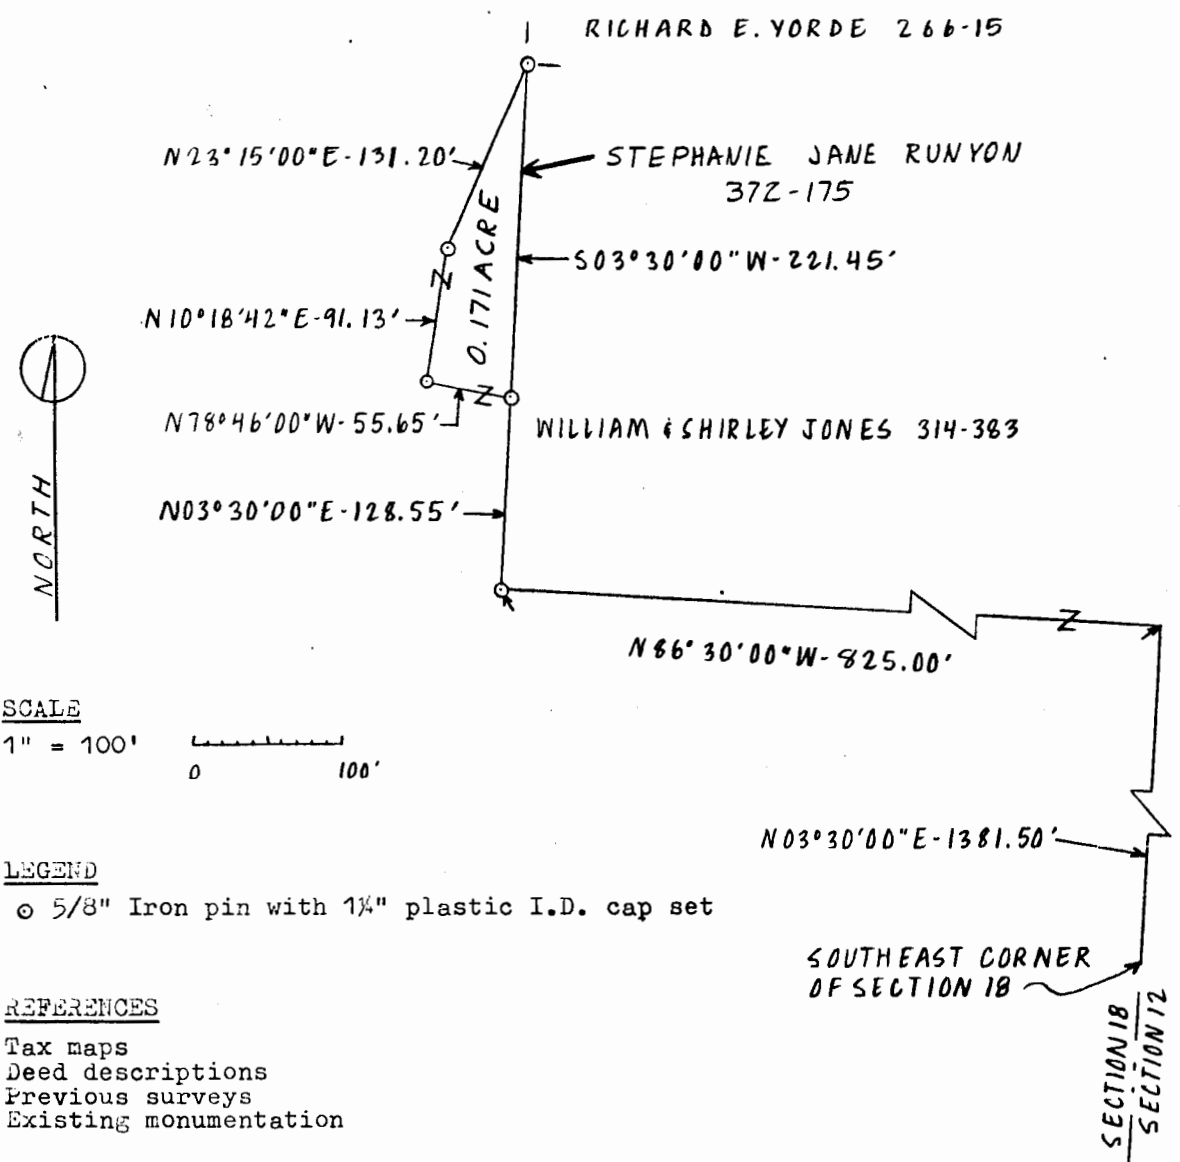 RICHARD E. YORDE 266-15
N23°15'00"E-131.20'
STEPHANIE JANE RUNYON
372-175
0.171 ACRE
S03°30'00"W-221.45'
N10°18'42"E-91.13'
N78°46'00"W-55.65'
WILLIAM & SHIRLEY JONES 314-383
NORTH
N03°30'00"E-128.55'
N86°30'00"W-825.00'
SCALE
1" = 100'
0 100'
N03°30'00"E-1381.50'
LEGEND
⊙ 5/8" Iron pin with 1¼" plastic I.D. cap set
SOUTHEAST CORNER
OF SECTION 18
REFERENCES
Tax maps
Deed descriptions
Previous surveys
Existing monumentation
SECTION 18
SECTION 12